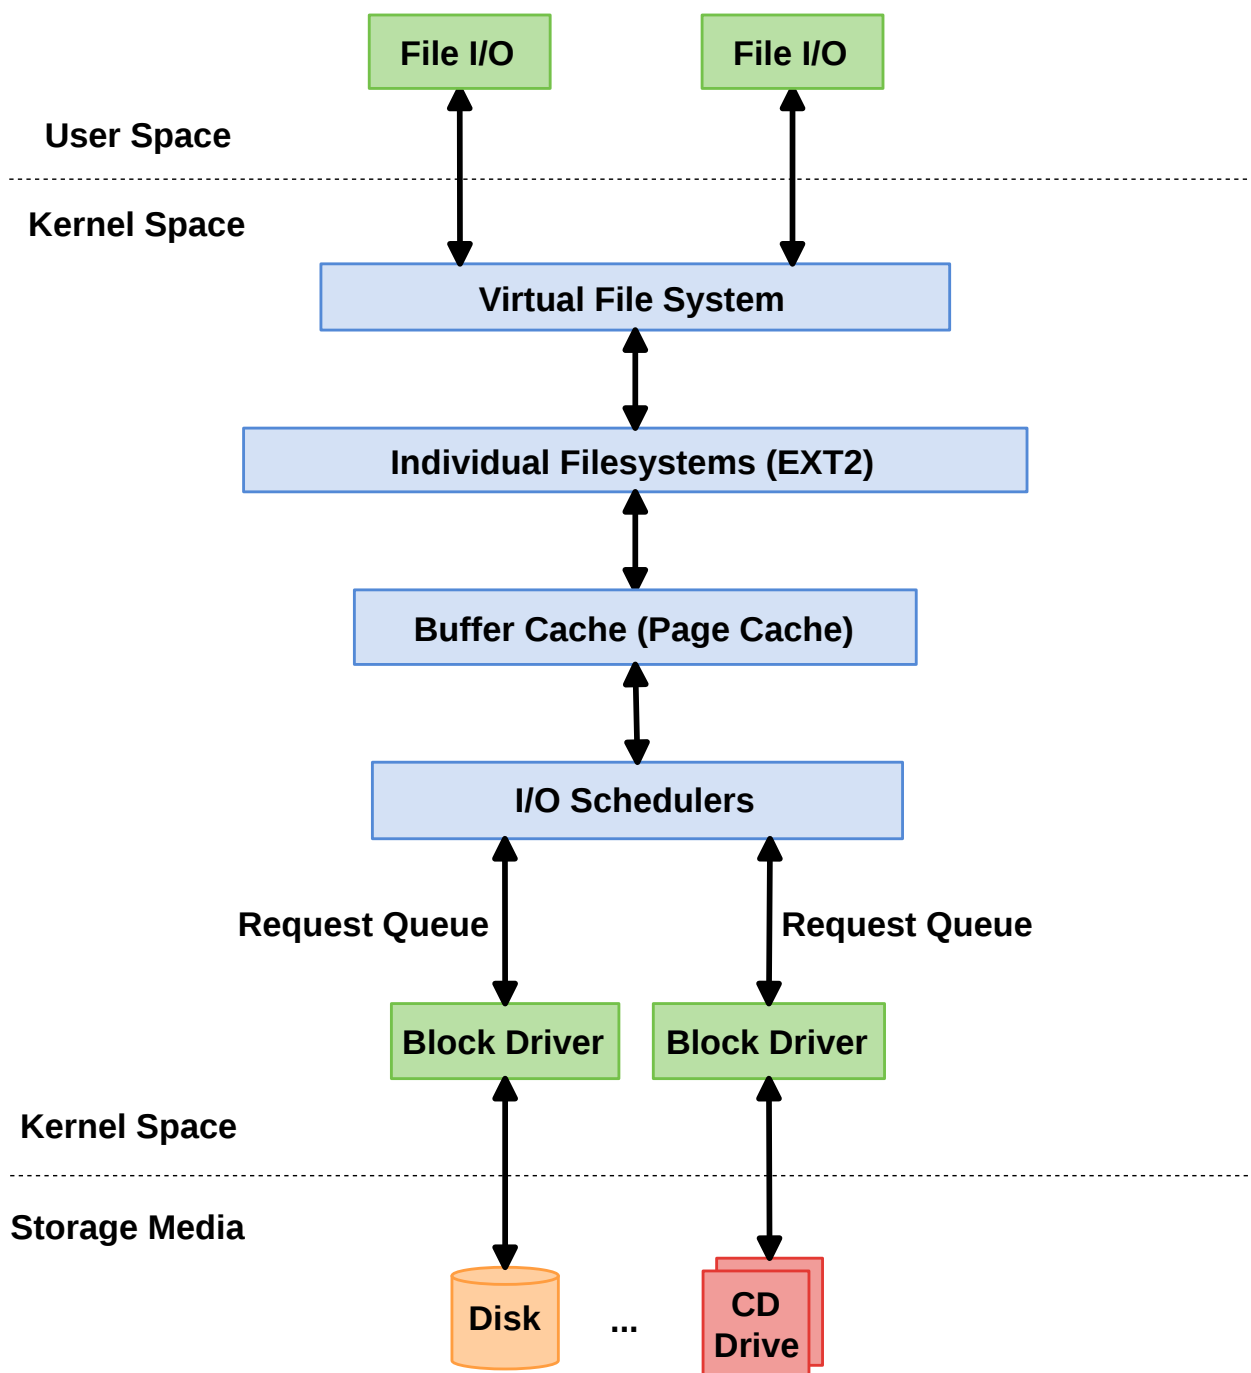 File I/O
File I/O
User Space
Kernel Space
Virtual File System
Individual Filesystems (EXT2)
Buffer Cache (Page Cache)
I/O Schedulers
Request Queue
Request Queue
Block Driver
Block Driver
Kernel Space
Storage Media
Disk
...
CD
Drive